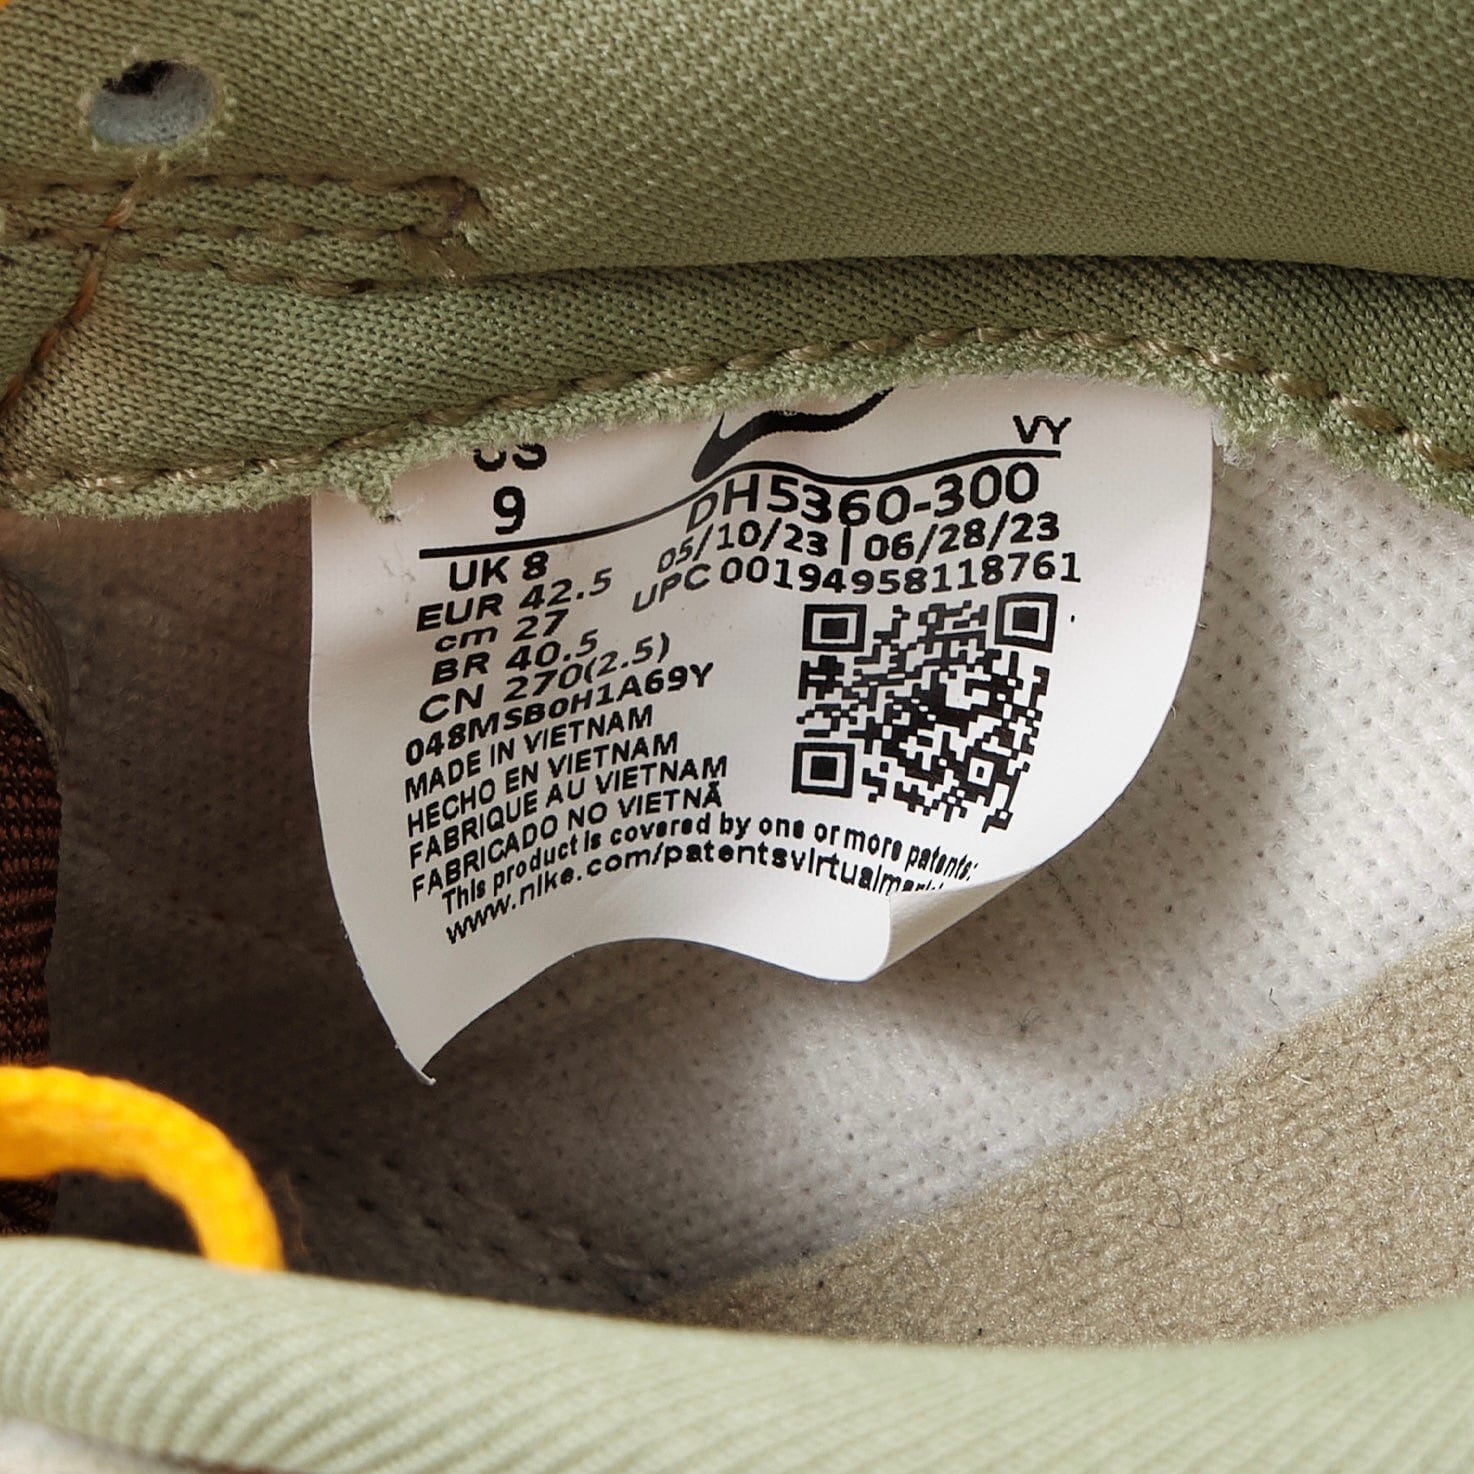 US
9
VY
DH5360-300
05/10/23 | 06/28/23
UPC 00194958118761
UK 8
EUR 42.5
cm 27
BR 40.5
CN 270(2.5)
048MSB0H1A69Y
MADE IN VIETNAM
HECHO EN VIETNAM
FABRIQUE AU VIETNAM
FABRICADO NO VIETNÃ
This product is covered by one or more patents:
www.nike.com/patentsvirtualmar